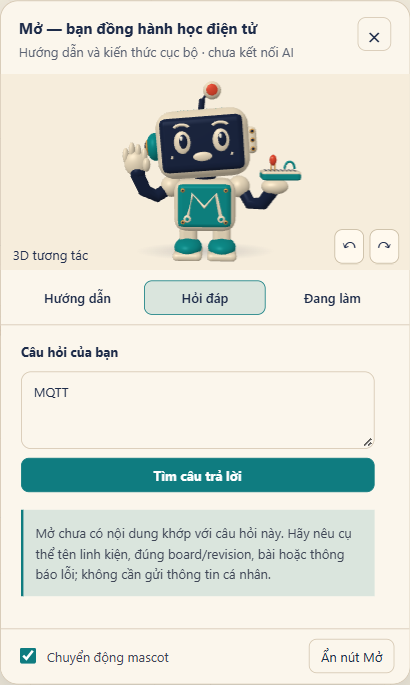 Mở — bạn đồng hành học điện tử
Hướng dẫn và kiến thức cục bộ · chưa kết nối AI
M
3D tương tác
Hướng dẫn
Hỏi đáp
Đang làm
Câu hỏi của bạn
MQTT
Tìm câu trả lời
Mở chưa có nội dung khớp với câu hỏi này. Hãy nêu cụ
thể tên linh kiện, đúng board/revision, bài hoặc thông
báo lỗi; không cần gửi thông tin cá nhân.
Chuyển động mascot
Ẩn nút Mở